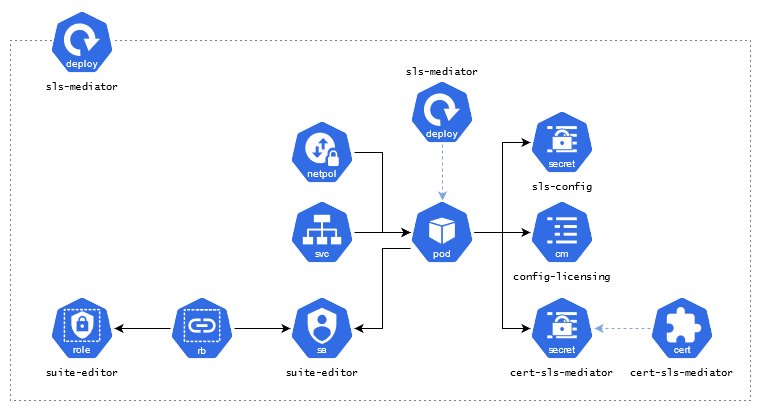 deploy
sls-mediator
sls-mediator
deploy
netpol
secret
sls-config
svc
pod
cm
config-licensing
role
suite-editor
rb
sa
suite-editor
secret
cert-sls-mediator
cert
cert-sls-mediator